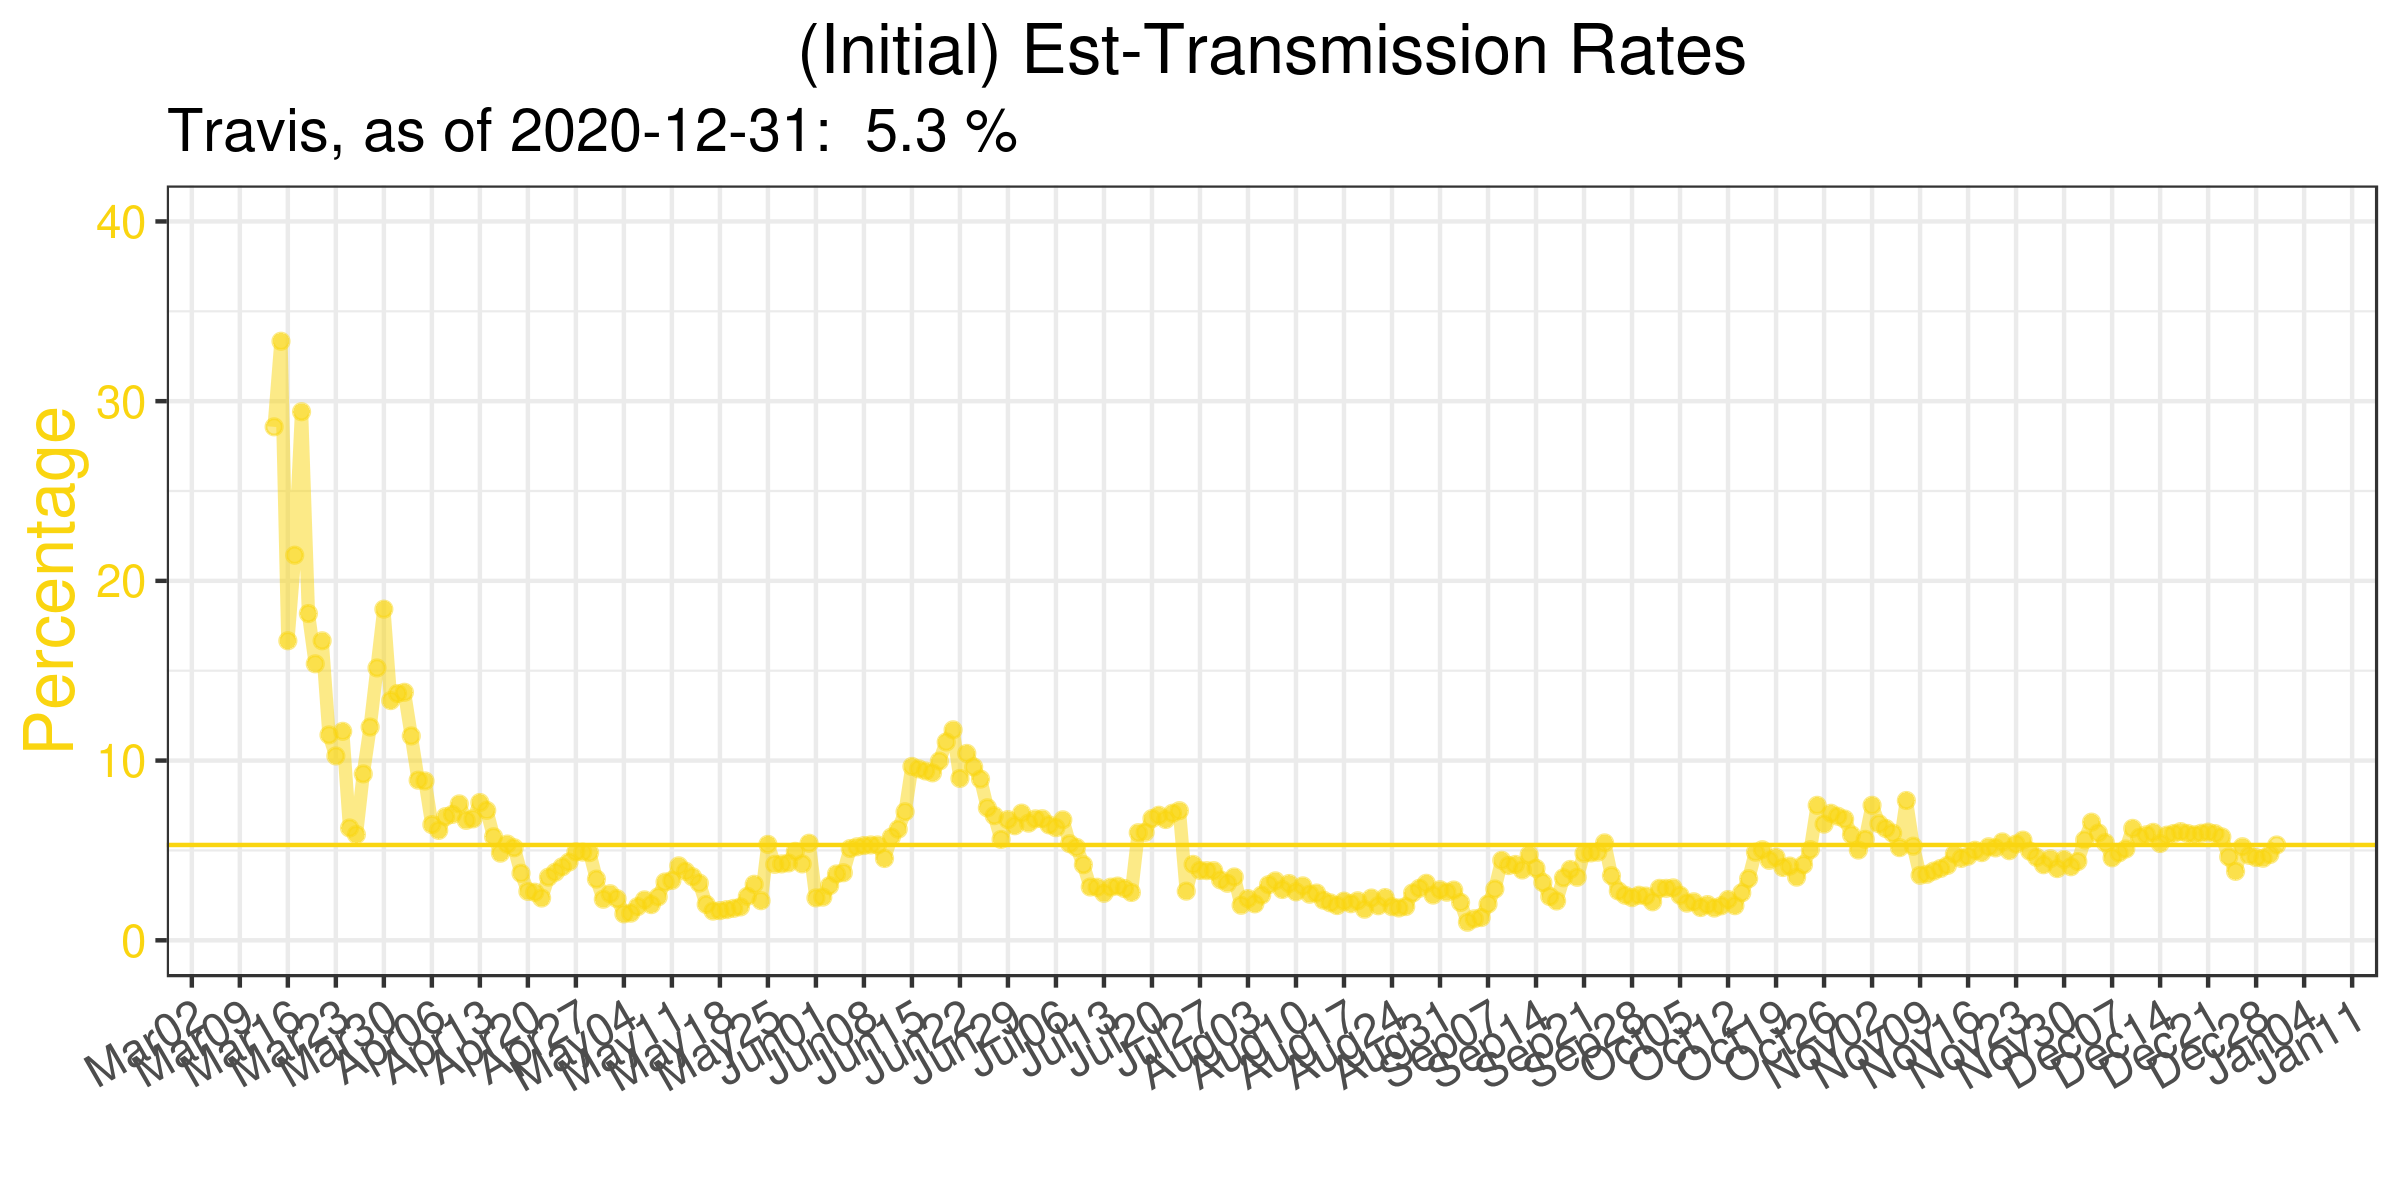 (Initial) Est-Transmission Rates
Travis, as of 2020-12-31:  5.3 %
Percentage
40
30
20
10
0
Mar02
Mar09
Mar16
Mar23
Mar30
Apr06
Apr13
Apr20
Apr27
May04
May11
May18
May25
Jun01
Jun08
Jun15
Jun22
Jun29
Jul06
Jul13
Jul20
Jul27
Aug03
Aug10
Aug17
Aug24
Aug31
Sep07
Sep14
Sep21
Sep28
Oct05
Oct12
Oct19
Oct26
Nov02
Nov09
Nov16
Nov23
Nov30
Dec07
Dec14
Dec21
Dec28
Jan04
Jan11